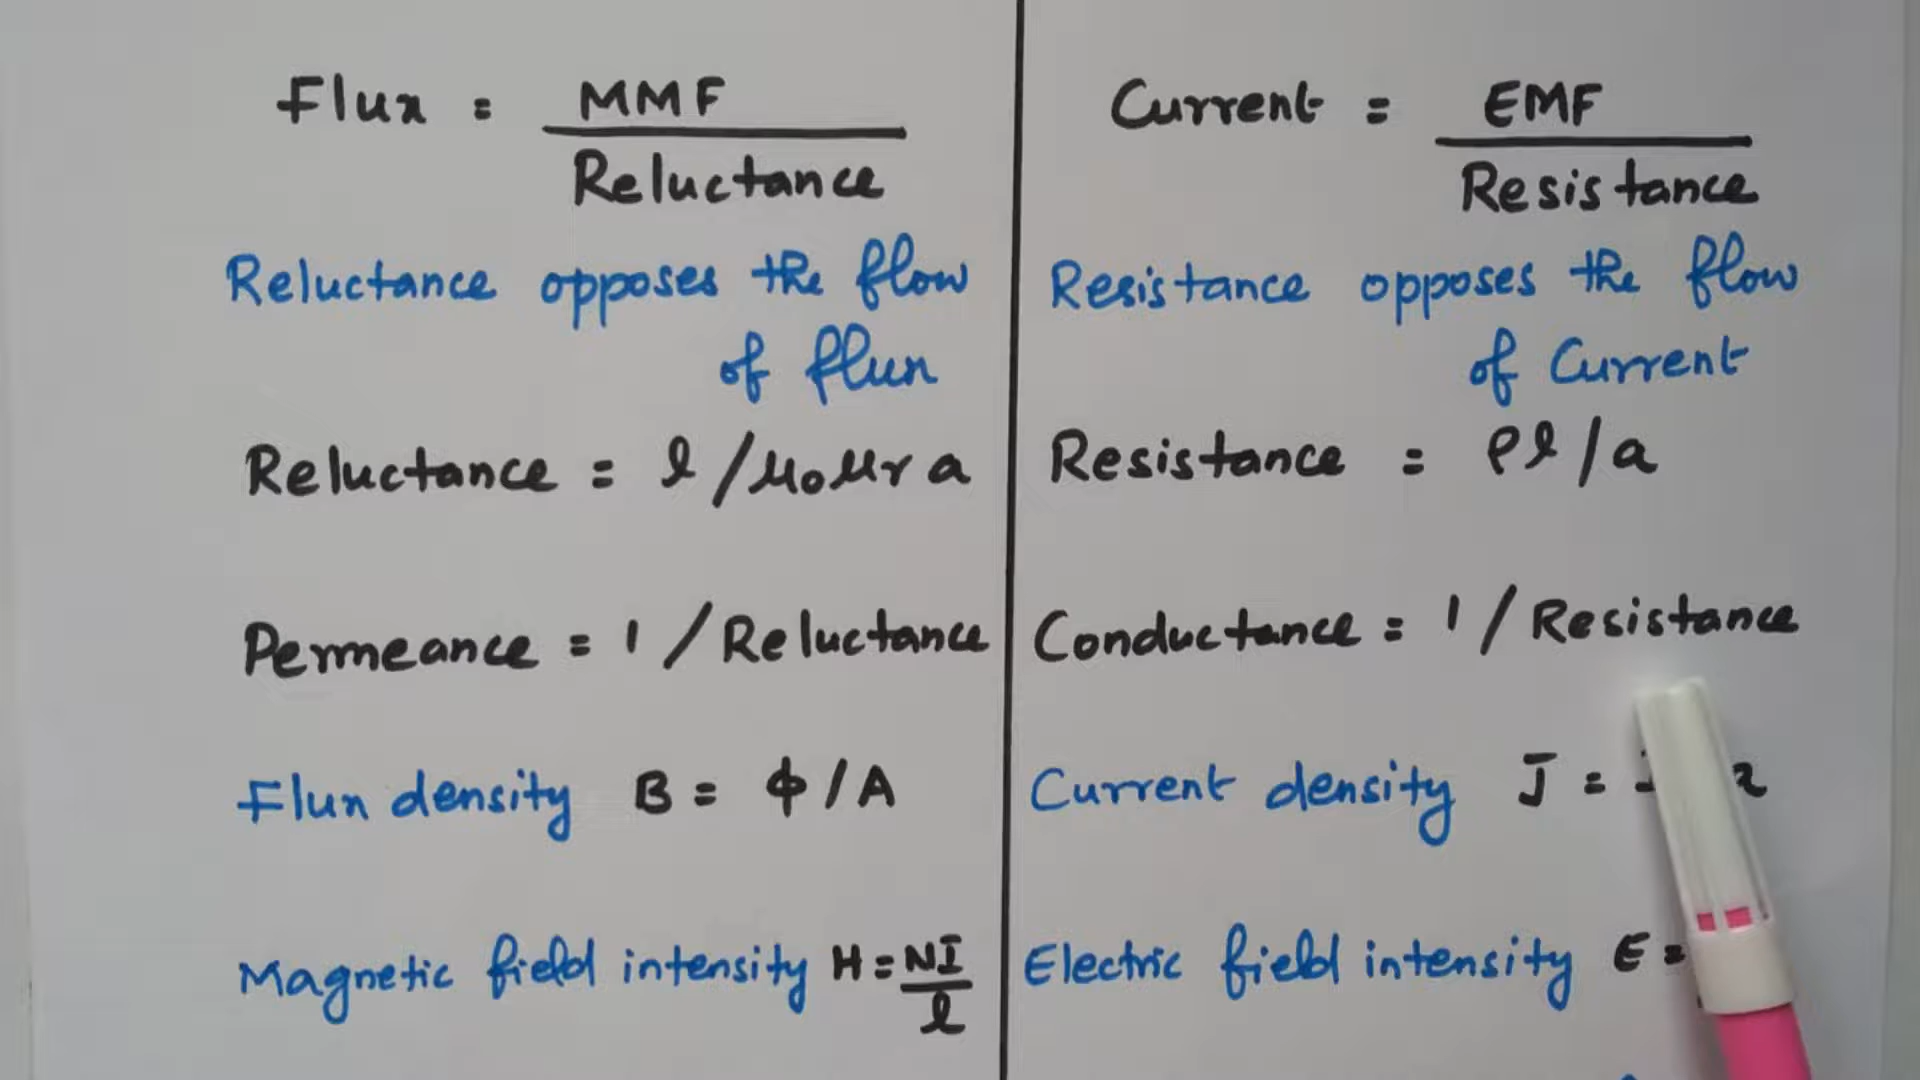 Flux = MMF
Reluctance
Reluctance opposes the flow
of flux
Reluctance = l / μ0 μr a
Permeance = 1 / Reluctance
Flux density B = ϕ / A
Magnetic field intensity H = NI
l
Current = EMF
Resistance
Resistance opposes the flow
of Current
Resistance = ρl / a
Conductance = 1 / Resistance
Current density J =
Electric field intensity E =